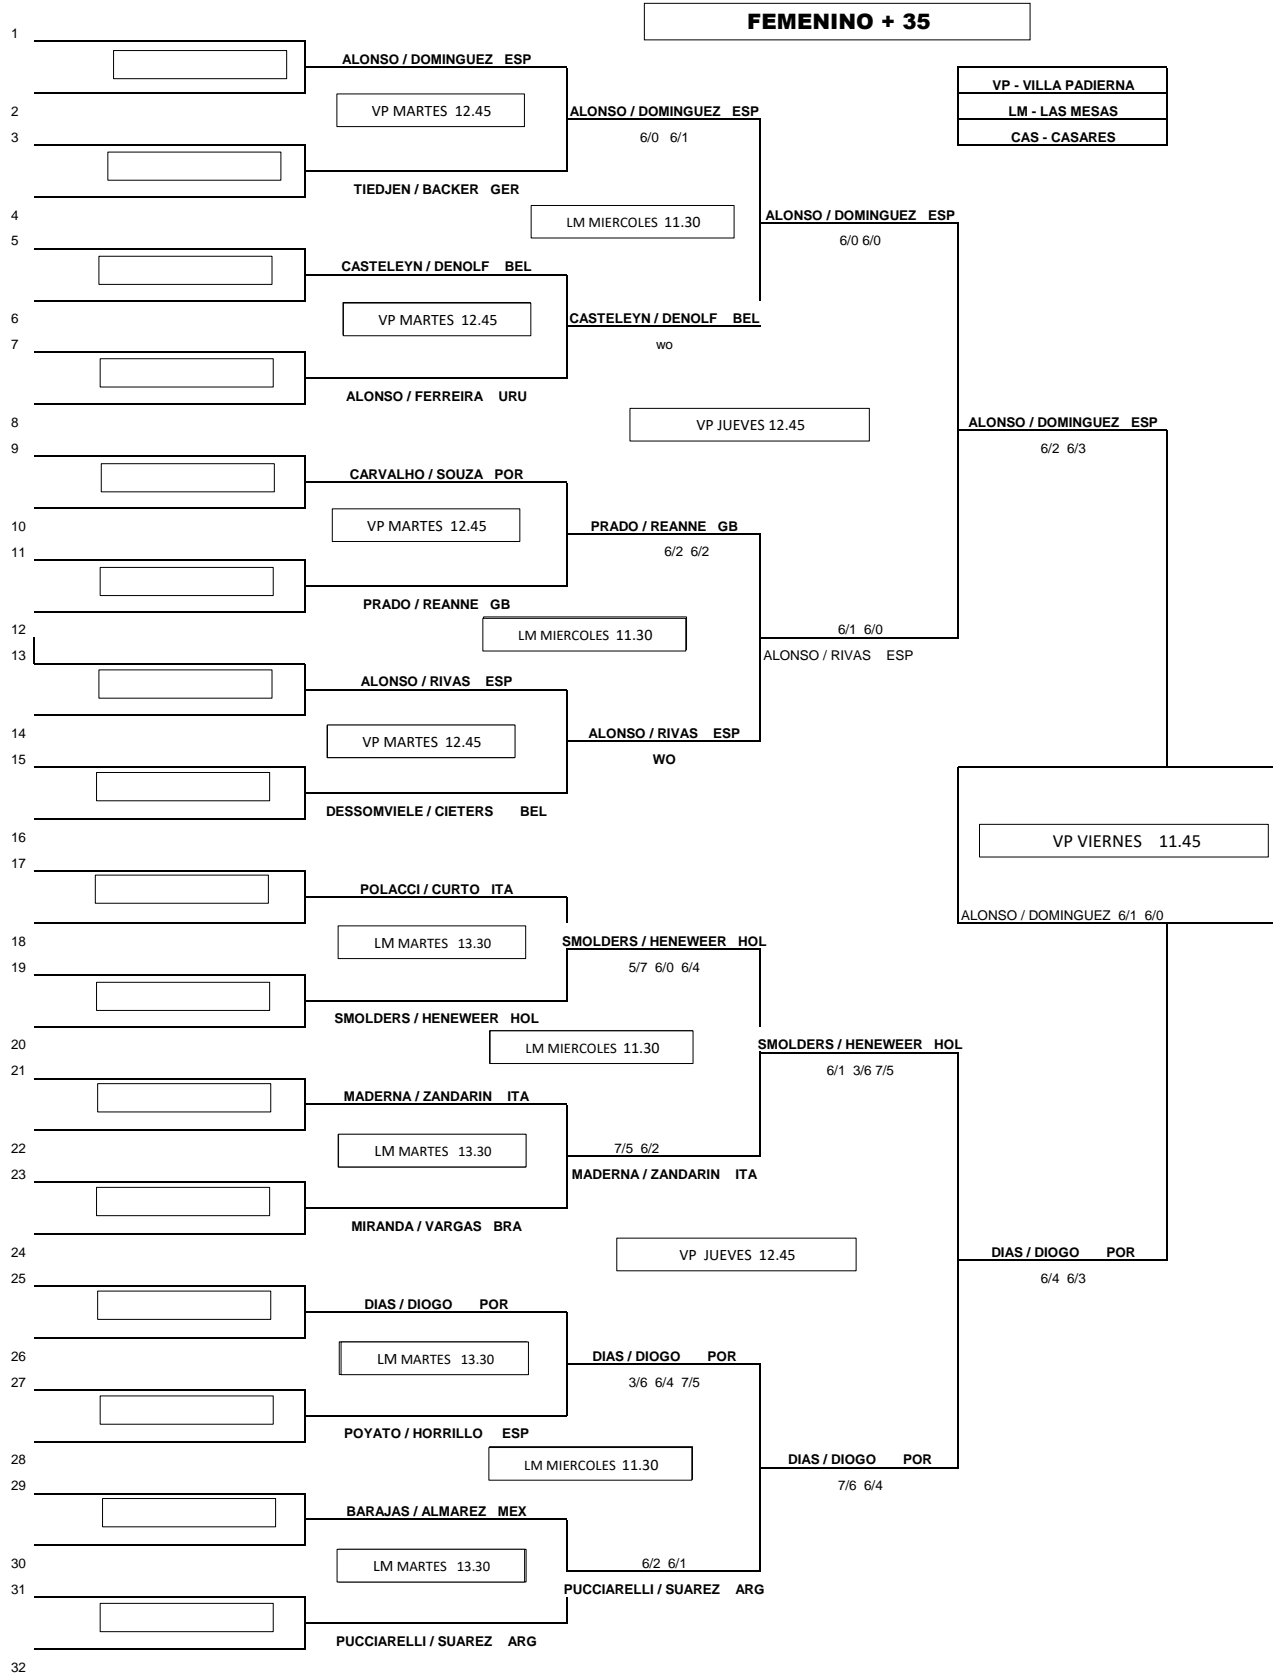 FEMENINO + 35
1
ALONSO / DOMINGUEZ ESP
VP - VILLA PADIERNA
2
VP MARTES 12.45
ALONSO / DOMINGUEZ ESP
LM - LAS MESAS
3
6/0 6/1
CAS - CASARES
TIEDJEN / BACKER GER
4
LM MIERCOLES 11.30
ALONSO / DOMINGUEZ ESP
5
6/0 6/0
CASTELEYN / DENOLF BEL
6
VP MARTES 12.45
CASTELEYN / DENOLF BEL
7
wo
ALONSO / FERREIRA URU
8
VP JUEVES 12.45
ALONSO / DOMINGUEZ ESP
9
6/2 6/3
CARVALHO / SOUZA POR
10
VP MARTES 12.45
PRADO / REANNE GB
11
6/2 6/2
PRADO / REANNE GB
12
LM MIERCOLES 11.30
6/1 6/0
13
ALONSO / RIVAS ESP
ALONSO / RIVAS ESP
14
VP MARTES 12.45
ALONSO / RIVAS ESP
15
WO
DESSOMVIELE / CIETERS BEL
16
VP VIERNES 11.45
17
POLACCI / CURTO ITA
ALONSO / DOMINGUEZ 6/1 6/0
18
LM MARTES 13.30
SMOLDERS / HENEWEER HOL
19
5/7 6/0 6/4
SMOLDERS / HENEWEER HOL
20
LM MIERCOLES 11.30
SMOLDERS / HENEWEER HOL
21
6/1 3/6 7/5
MADERNA / ZANDARIN ITA
22
LM MARTES 13.30
7/5 6/2
23
MADERNA / ZANDARIN ITA
MIRANDA / VARGAS BRA
24
VP JUEVES 12.45
DIAS / DIOGO POR
25
6/4 6/3
DIAS / DIOGO POR
26
LM MARTES 13.30
DIAS / DIOGO POR
27
3/6 6/4 7/5
POYATO / HORRILLO ESP
28
LM MIERCOLES 11.30
DIAS / DIOGO POR
29
7/6 6/4
BARAJAS / ALMAREZ MEX
30
LM MARTES 13.30
6/2 6/1
31
PUCCIARELLI / SUAREZ ARG
PUCCIARELLI / SUAREZ ARG
32